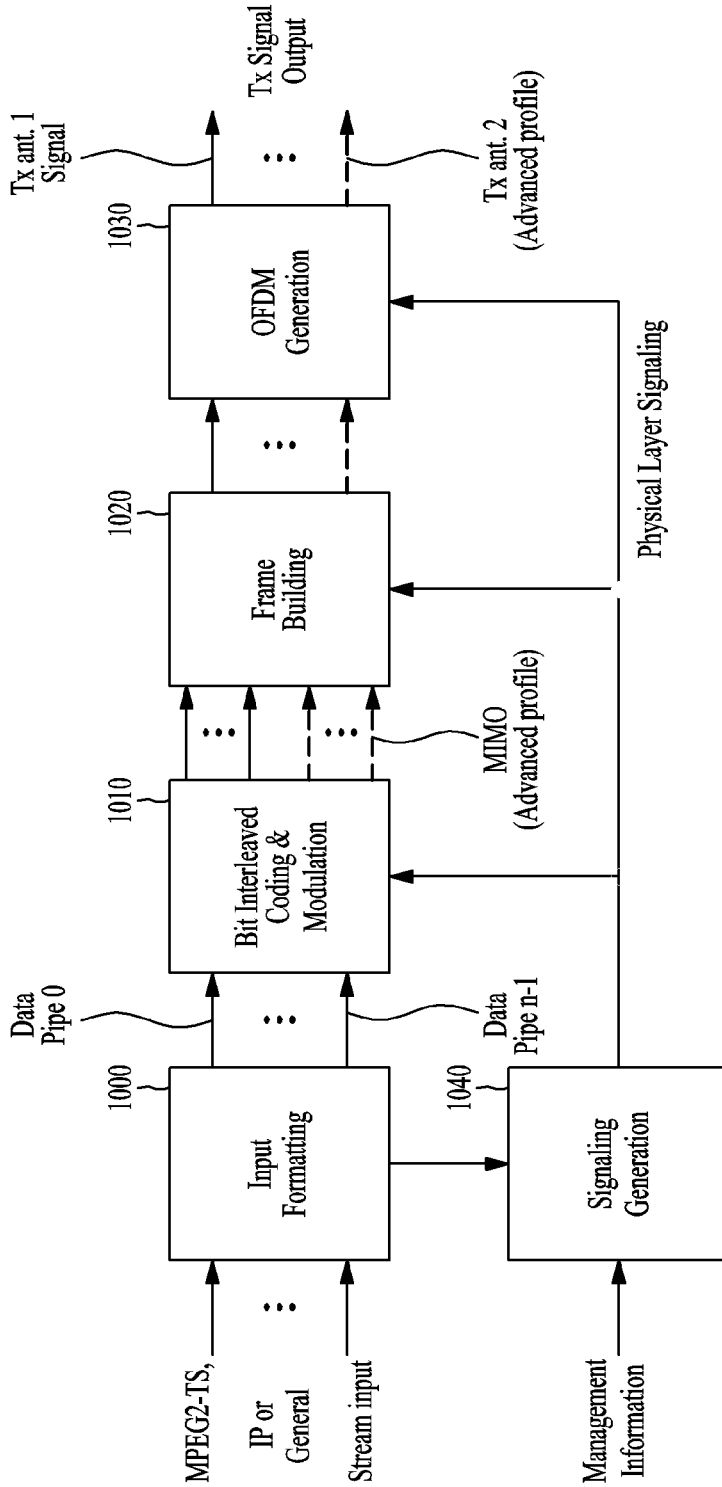 MPEG2-TS,
IP or
General
Stream input
1000
Input
Formatting
Data
Pipe 0
Data
Pipe n-1
1010
Bit Interleaved
Coding &
Modulation
MIMO
(Advanced profile)
1020
Frame
Building
1030
OFDM
Generation
Tx ant. 1
Signal
Tx Signal
Output
Tx ant. 2
(Advanced profile)
Management
Information
1040
Signaling
Generation
Physical Layer Signaling